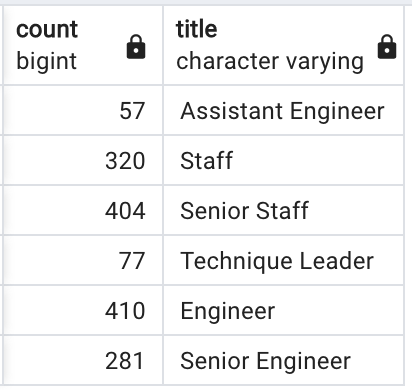 count title
bigint character varying
57 Assistant Engineer
320 Staff
404 Senior Staff
77 Technique Leader
410 Engineer
281 Senior Engineer